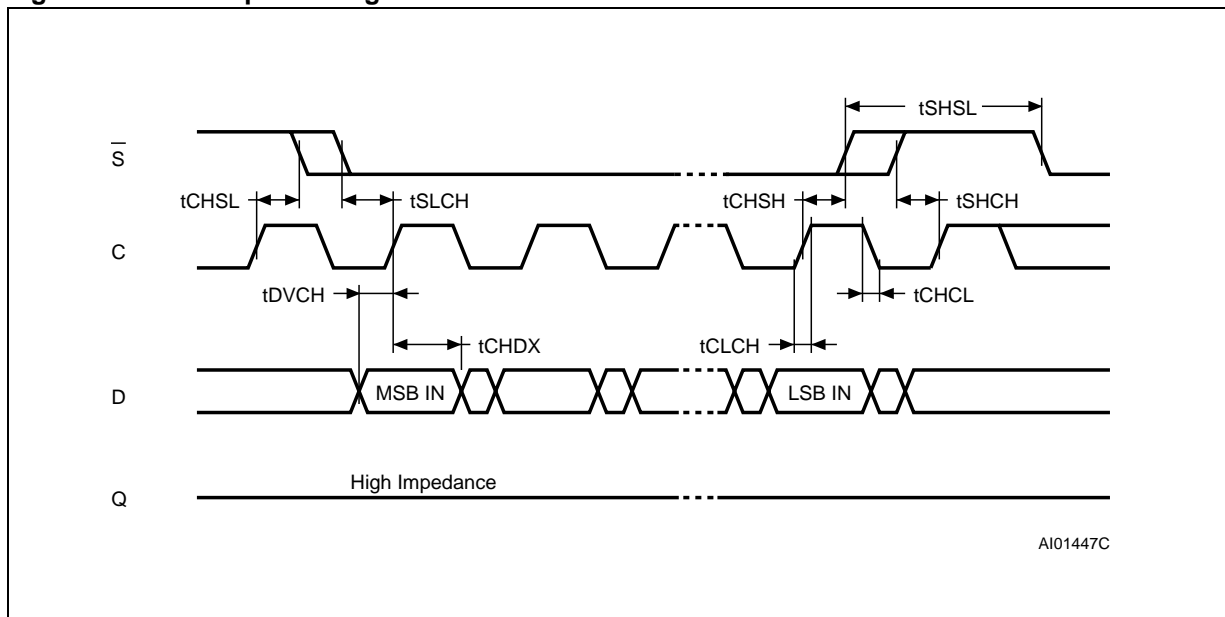 tSHSL
S
tCHSL
tSLCH
tCHSH
tSHCH
C
tDVCH
tCHCL
tCHDX
tCLCH
D
MSB IN
LSB IN
High Impedance
Q
AI01447C